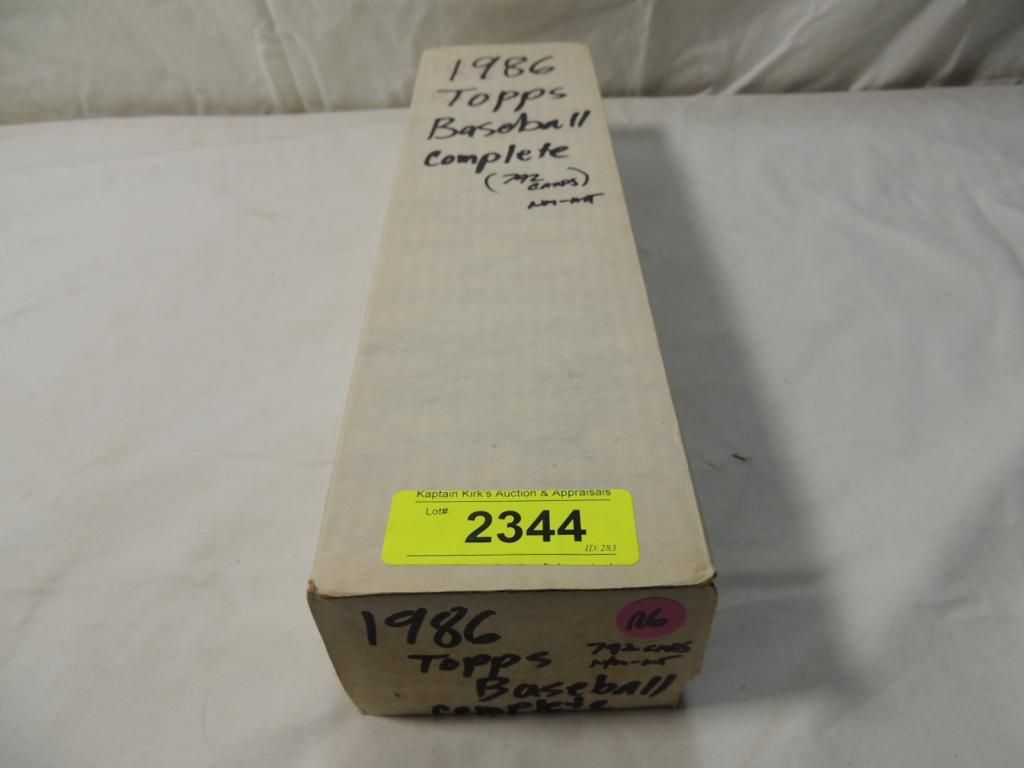 1986
Topps
Baseball
Complete
(792
CARDS)
NM-MT
Kaptain Kirk's Auction & Appraisals
Lot#: 2344
ID:283
1986
Topps
Baseball
Complete
792 CARDS
NM-MT